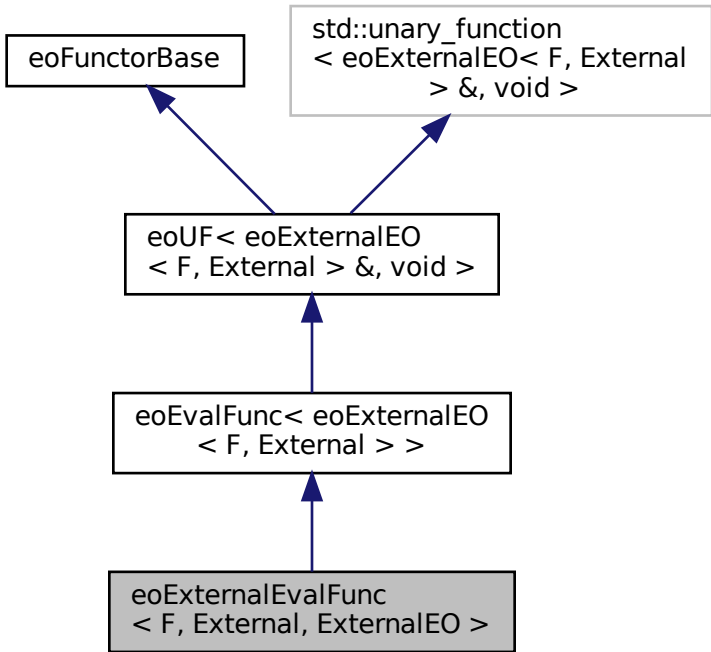 eoFunctorBase
std::unary_function
< eoExternalEO< F, External
> &, void >
eoUF< eoExternalEO
< F, External > &, void >
eoEvalFunc< eoExternalEO
< F, External > >
eoExternalEvalFunc
< F, External, ExternalEO >